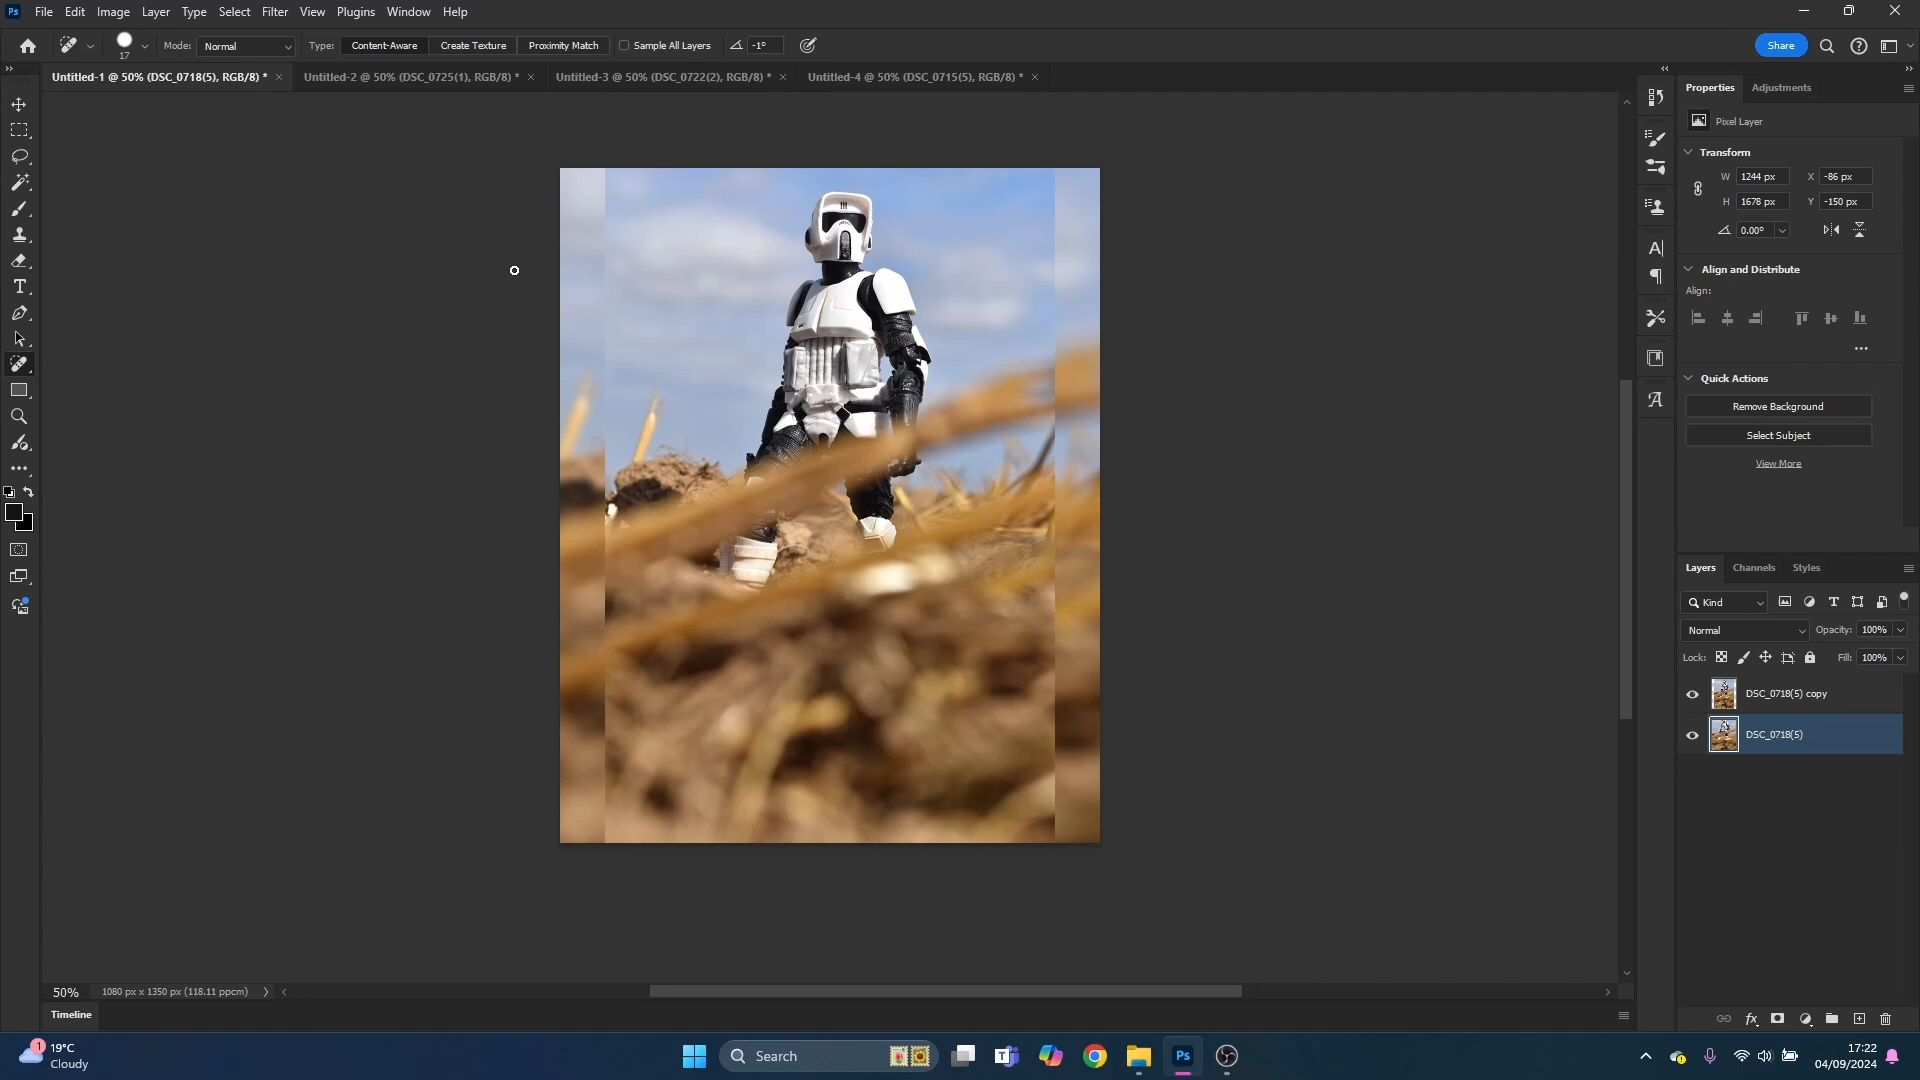 Ps File Edit Image Layer Type Select Filter View Plugins Window Help
17 Mode: Normal Type: Content-Aware Create Texture Proximity Match Sample All Layers -1° Share
Untitled-1 @ 50% (DSC_0718(5), RGB/8) * × Untitled-2 @ 50% (DSC_0725(1), RGB/8) * × Untitled-3 @ 50% (DSC_0722(2), RGB/8) * × Untitled-4 @ 50% (DSC_0715(5), RGB/8) * ×
Properties Adjustments
Pixel Layer
Transform
W 1244 px X -86 px
H 1678 px Y -150 px
0.00°
Align and Distribute
Align:
Quick Actions
Remove Background
Select Subject
View More
Layers Channels Styles
Kind
Normal Opacity: 100%
Lock: Fill: 100%
DSC_0718(5) copy
DSC_0718(5)
50% 1080 px x 1350 px (118.11 ppcm)
Timeline
1 19°C
Cloudy
Search
Ps
17:22
04/09/2024